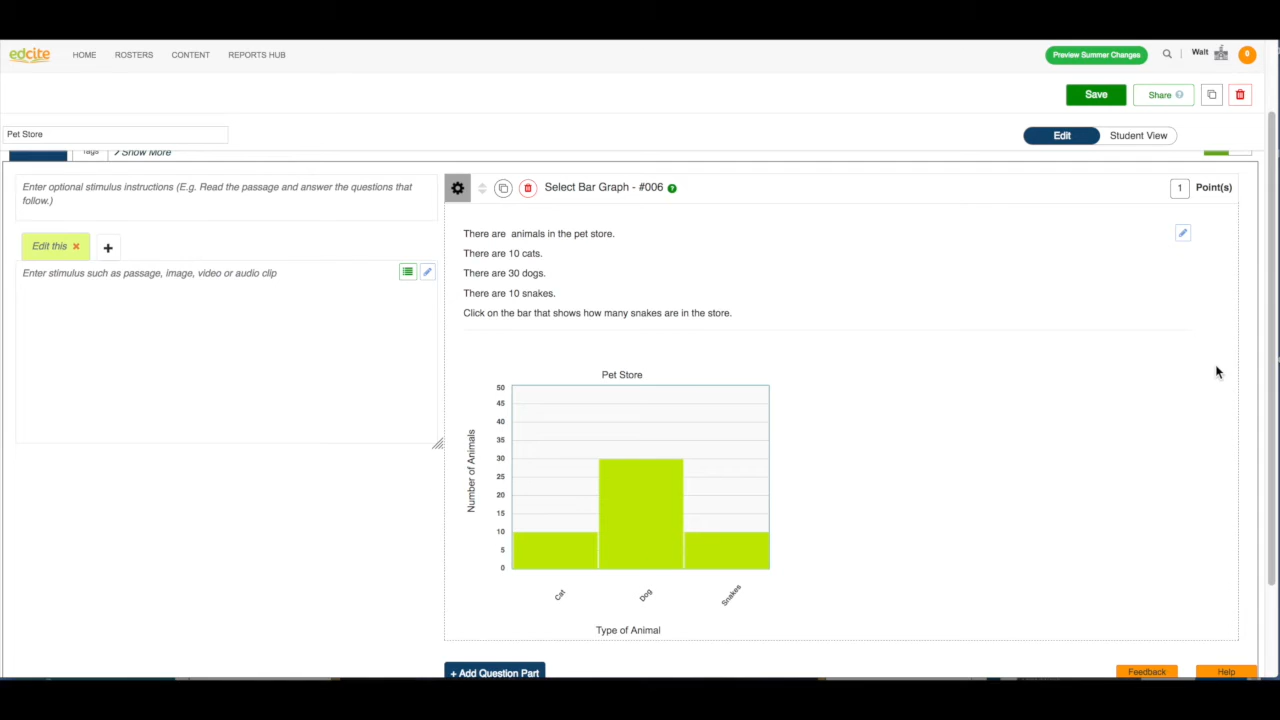 edcite HOME ROSTERS CONTENT REPORTS HUB Preview Summer Changes Walt 0
Save Share ?
Pet Store Edit Student View
Tags Show More
Enter optional stimulus instructions (E.g. Read the passage and answer the questions that
follow.)
Edit this × +
Enter stimulus such as passage, image, video or audio clip
Select Bar Graph - #006 ? 1 Point(s)
There are  animals in the pet store.
There are 10 cats.
There are 30 dogs.
There are 10 snakes.
Click on the bar that shows how many snakes are in the store.
Pet Store
Number of Animals
50
45
40
35
30
25
20
15
10
5
0
Cat Dog Snakes
Type of Animal
+ Add Question Part Feedback Help